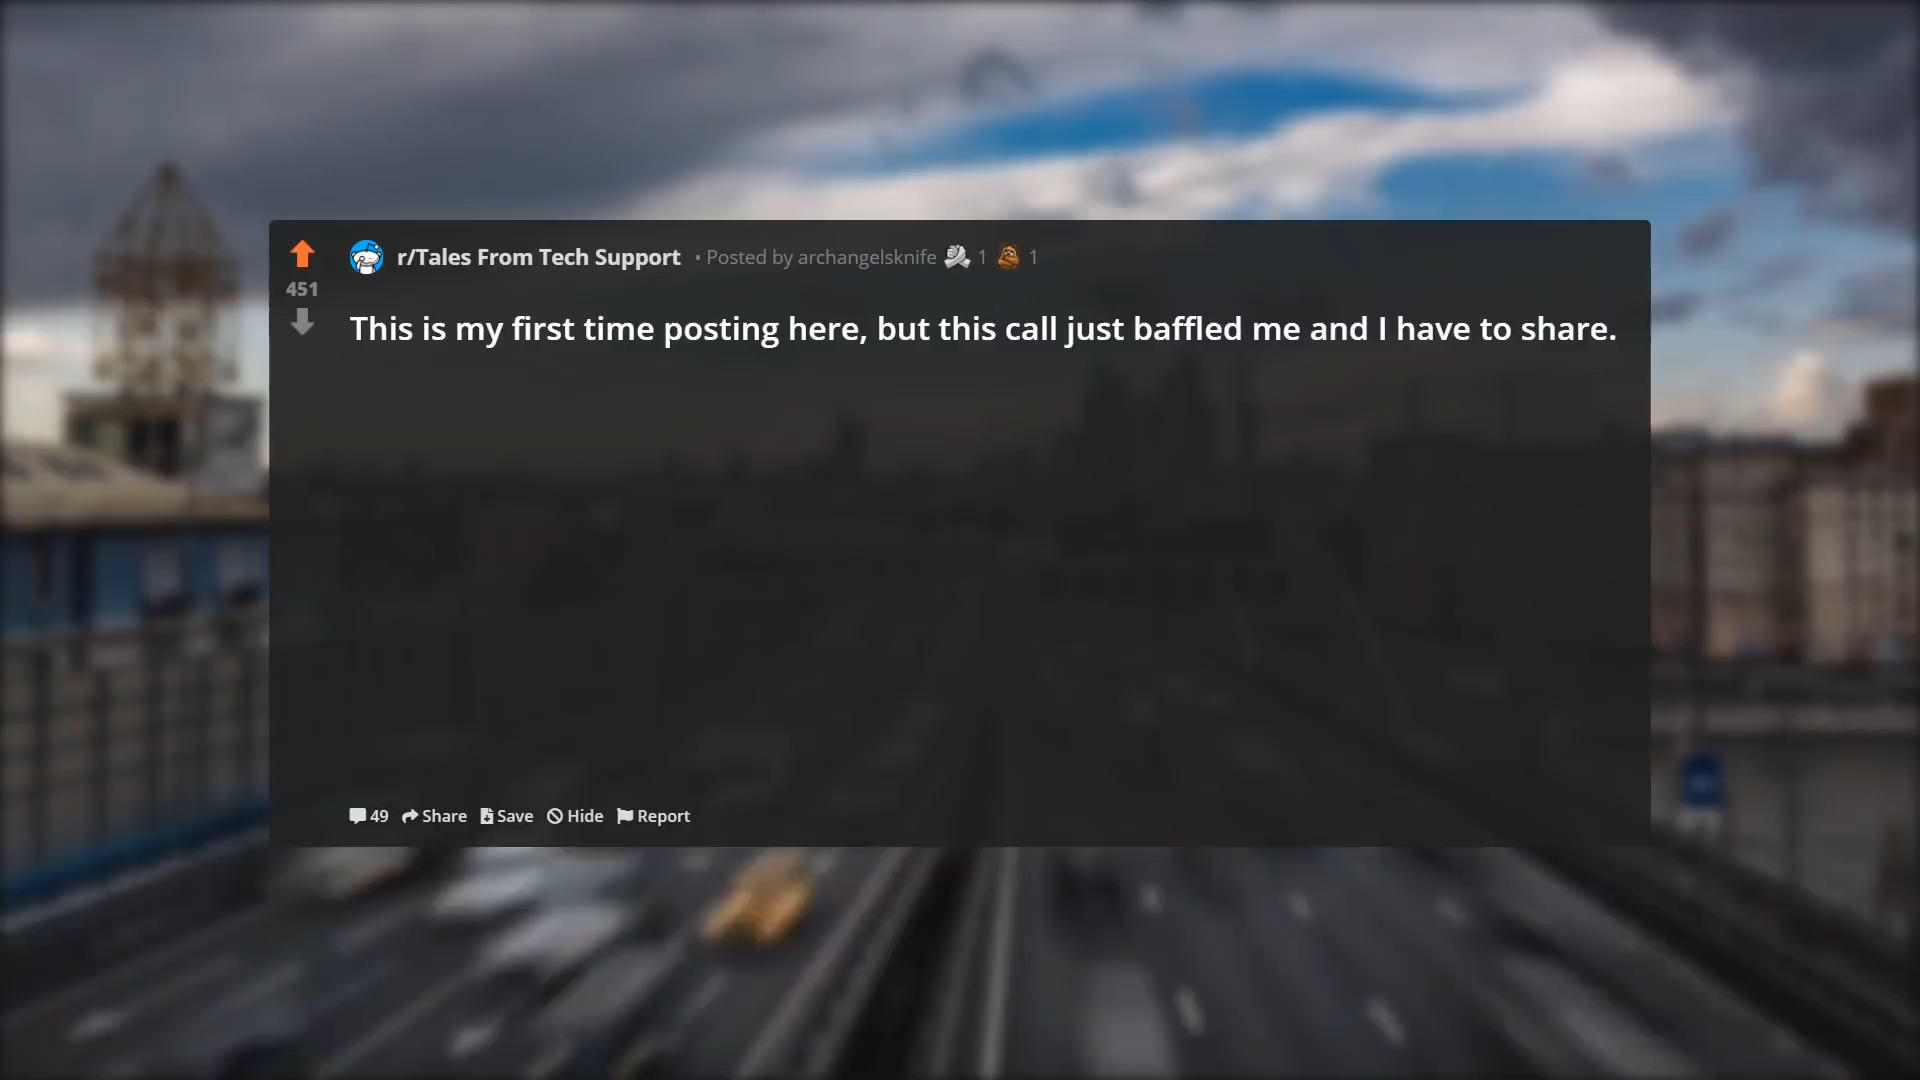 r/Tales From Tech Support • Posted by archangelsknife 1 1
451
This is my first time posting here, but this call just baffled me and I have to share.
49 Share Save Hide Report